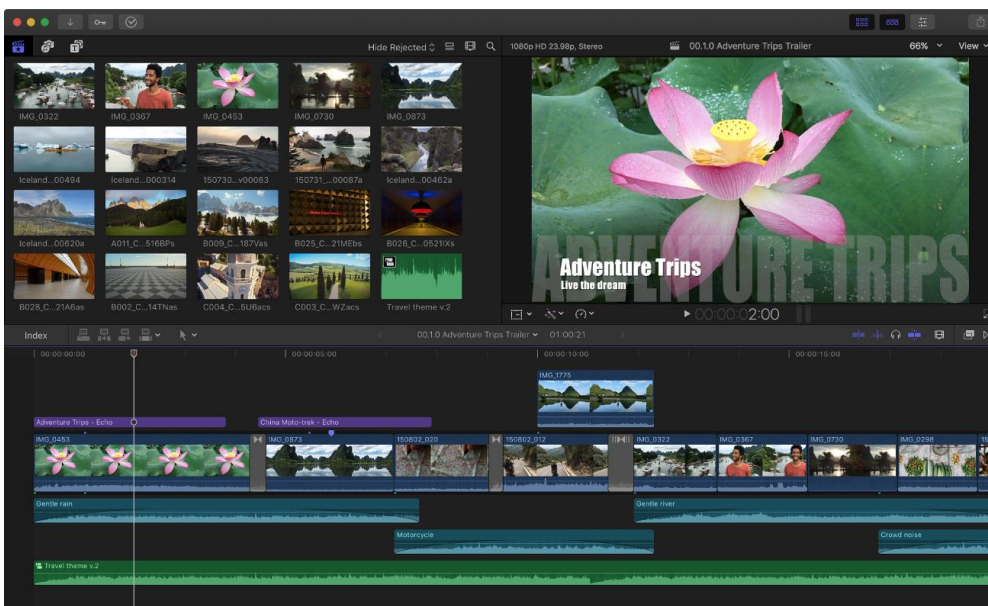 Hide Rejected
1080p HD 23.98p, Stereo
00.1.0 Adventure Trips Trailer
66%
View
IMG_0322
IMG_0367
IMG_0453
IMG_0730
IMG_0873
Iceland...00494
Iceland...000314
150730...v00083
150731_...00087a
Iceland...00462a
Iceland...00620a
A011_C...516BPs
B009_C...187Vas
B025_C...21MEbs
B026_C...0521IXs
B028_C...21A6as
B002_C...14TNas
C004_C...5U6acs
C003_C...WZacs
Travel theme v.2
ADVENTURE TRIPS
Adventure Trips
Live the dream
00:00:02:00
Index
00.1.0 Adventure Trips Trailer
01:00:21
00:00:00:00
00:00:05:00
00:00:10:00
00:00:15:00
IMG_1775
Adventure Trips - Echo
China Moto-trek - Echo
IMG_0453
IMG_0873
150802_020
150802_012
IMG_0322
IMG_0367
IMG_0730
IMG_0298
15
Gentle rain
Gentle river
Motorcycle
Crowd noise
Travel theme v.2